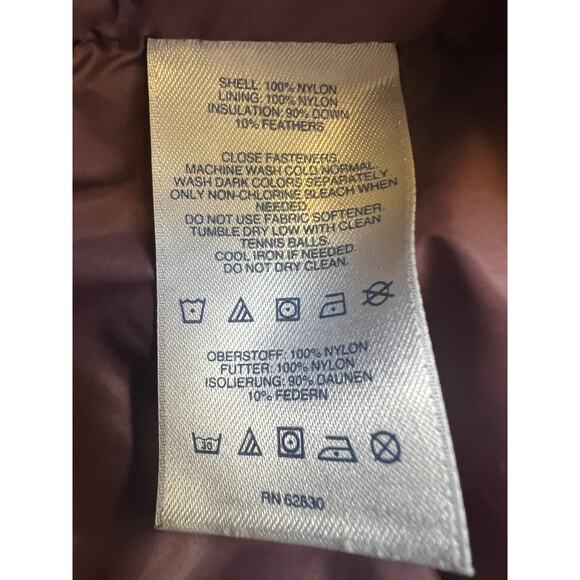 SHELL: 100% NYLON
LINING: 100% NYLON
INSULATION: 90% DOWN
10% FEATHERS
CLOSE FASTENERS.
MACHINE WASH COLD NORMAL.
WASH DARK COLORS SEPARATELY
ONLY NON-CHLORINE BLEACH WHEN
NEEDED.
DO NOT USE FABRIC SOFTENER.
TUMBLE DRY LOW WITH CLEAN
TENNIS BALLS.
COOL IRON IF NEEDED.
DO NOT DRY CLEAN.
OBERSTOFF: 100% NYLON
FUTTER: 100% NYLON
ISOLIERUNG: 90% DAUNEN
10% FEDERN
30
RN 62830